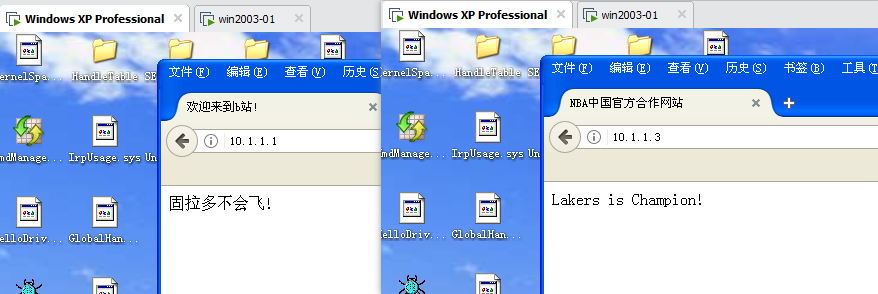 Windows XP Professional
win2003-01
ernelSpa...
HandleTable SE
mdManage...
IrpUsage.sys Un
elloDriv...
GlobalHan...
文件(F) 编辑(E) 查看(V) 历史(S
欢迎来到b站!
10.1.1.1
固拉多不会飞!
Windows XP Professional
win2003-01
ernelSpa...
HandleTable SE
mdManage...
IrpUsage.sys Un
elloDriv...
GlobalHan...
文件(F) 编辑(E) 查看(V) 历史(S) 书签(B) 工具(T)
NBA中国官方合作网站
10.1.1.3
Lakers is Champion!